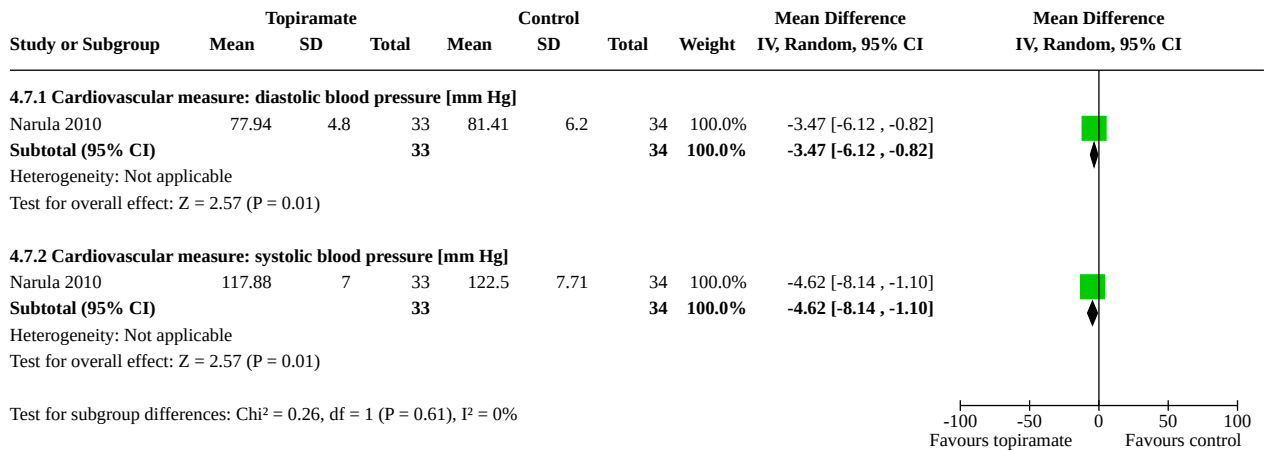 Topiramate Control Mean Difference Mean Difference
Study or Subgroup Mean SD Total Mean SD Total Weight IV, Random, 95% CI IV, Random, 95% CI
4.7.1 Cardiovascular measure: diastolic blood pressure [mm Hg]
Narula 2010 77.94 4.8 33 81.41 6.2 34 100.0% -3.47 [-6.12 , -0.82]
Subtotal (95% CI) 33 34 100.0% -3.47 [-6.12 , -0.82]
Heterogeneity: Not applicable
Test for overall effect: Z = 2.57 (P = 0.01)
4.7.2 Cardiovascular measure: systolic blood pressure [mm Hg]
Narula 2010 117.88 7 33 122.5 7.71 34 100.0% -4.62 [-8.14 , -1.10]
Subtotal (95% CI) 33 34 100.0% -4.62 [-8.14 , -1.10]
Heterogeneity: Not applicable
Test for overall effect: Z = 2.57 (P = 0.01)
Test for subgroup differences: Chi² = 0.26, df = 1 (P = 0.61), I² = 0%
-100 -50 0 50 100
Favours topiramate Favours control